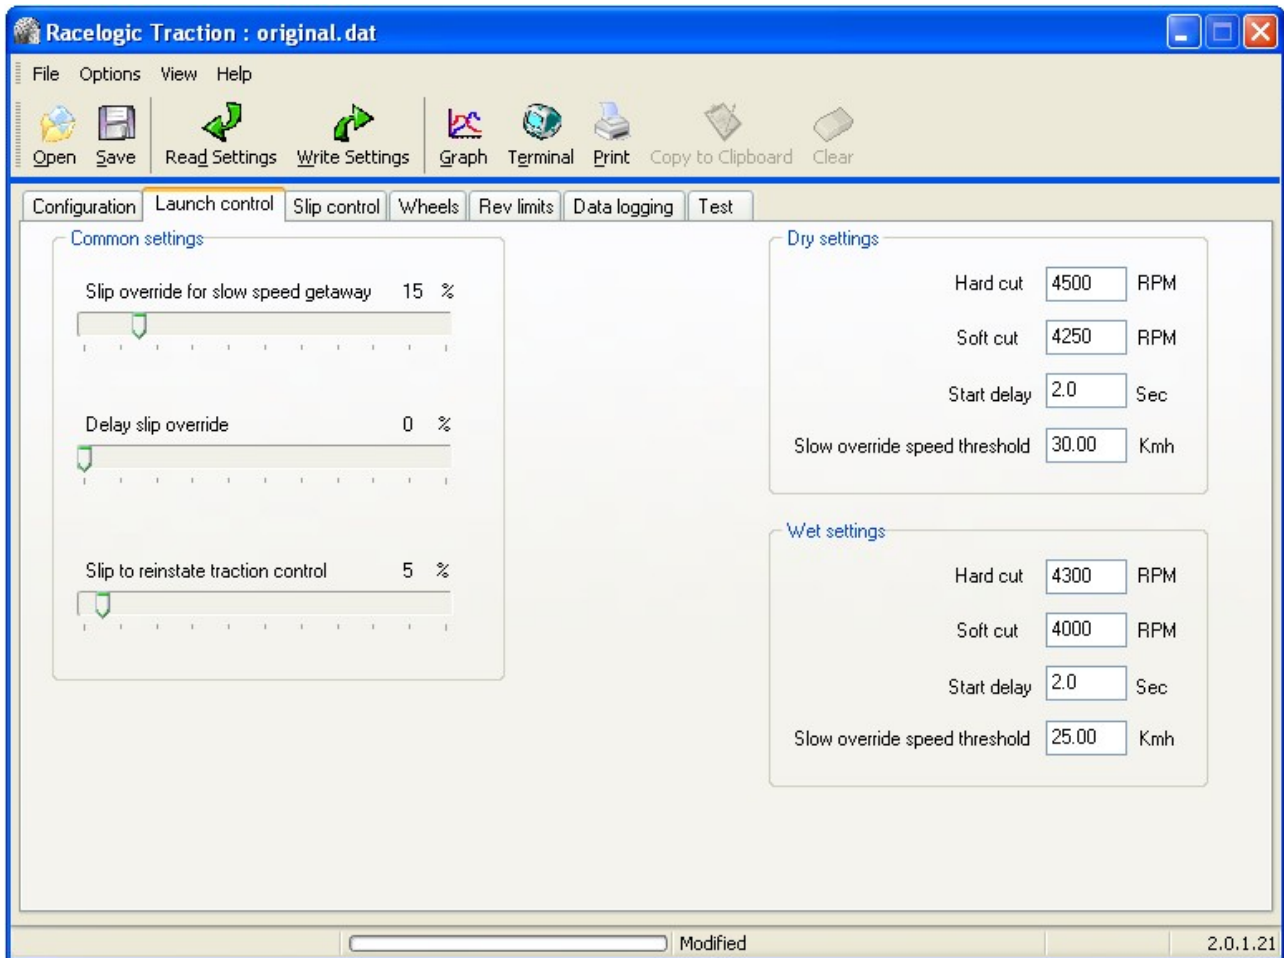 Racelogic Traction : original.dat
File Options View Help
Open Save Read Settings Write Settings Graph Terminal Print Copy to Clipboard Clear
Configuration Launch control Slip control Wheels Rev limits Data logging Test
Common settings
Slip override for slow speed getaway 15 %
Delay slip override 0 %
Slip to reinstate traction control 5 %
Dry settings
Hard cut 4500 RPM
Soft cut 4250 RPM
Start delay 2.0 Sec
Slow override speed threshold 30.00 Kmh
Wet settings
Hard cut 4300 RPM
Soft cut 4000 RPM
Start delay 2.0 Sec
Slow override speed threshold 25.00 Kmh
Modified 2.0.1.21